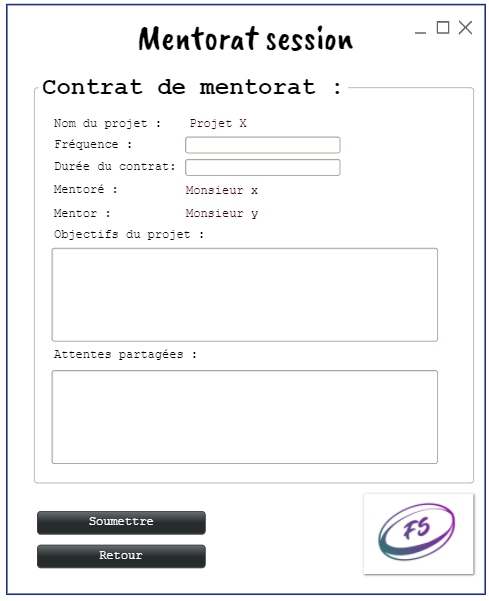 Mentorat session
Contrat de mentorat :
Nom du projet : Projet X
Fréquence :
Durée du contrat:
Mentoré : Monsieur x
Mentor : Monsieur y
Objectifs du projet :
Attentes partagées :
Soumettre
Retour
FS